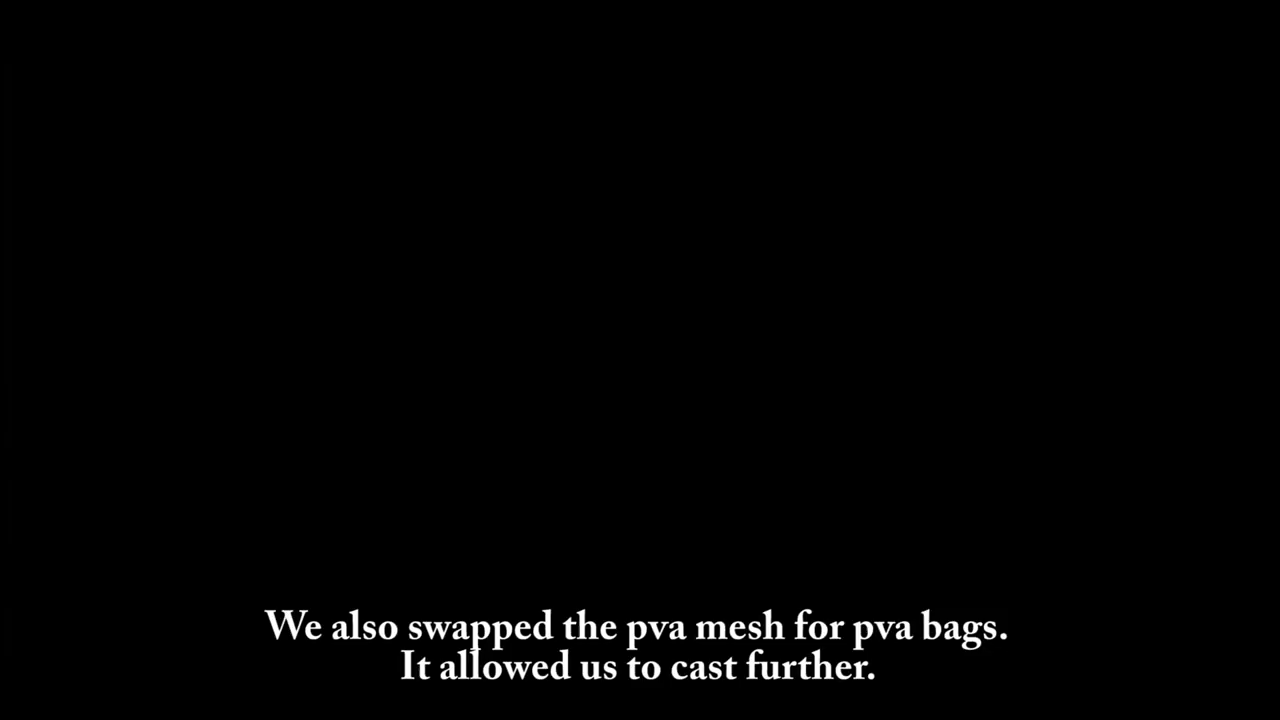 We also swapped the pva mesh for pva bags.
It allowed us to cast further.